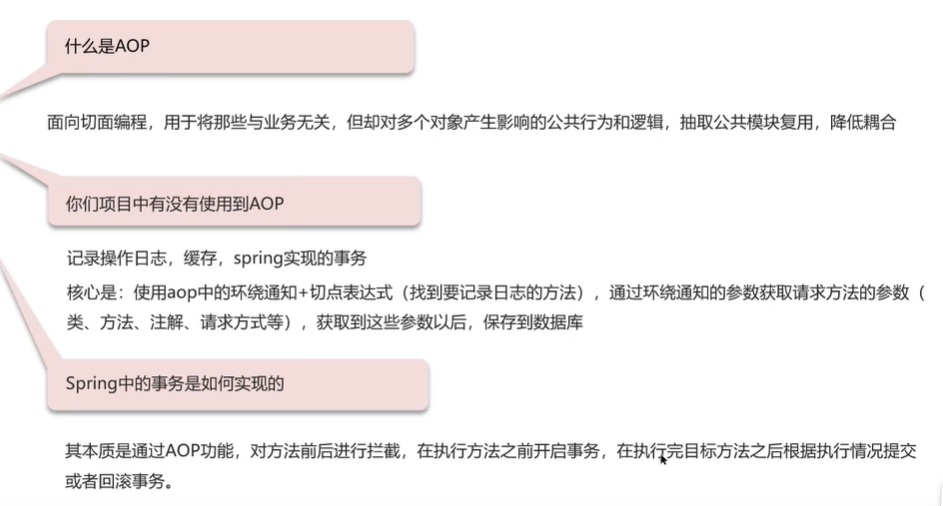 什么是AOP
面向切面编程，用于将那些与业务无关，但却对多个对象产生影响的公共行为和逻辑，抽取公共模块复用，降低耦合
你们项目中有没有使用到AOP
记录操作日志，缓存，spring实现的事务
核心是：使用aop中的环绕通知+切点表达式（找到要记录日志的方法），通过环绕通知的参数获取请求方法的参数（
类、方法、注解、请求方式等），获取到这些参数以后，保存到数据库
Spring中的事务是如何实现的
其本质是通过AOP功能，对方法前后进行拦截，在执行方法之前开启事务，在执行完目标方法之后根据执行情况提交
或者回滚事务。